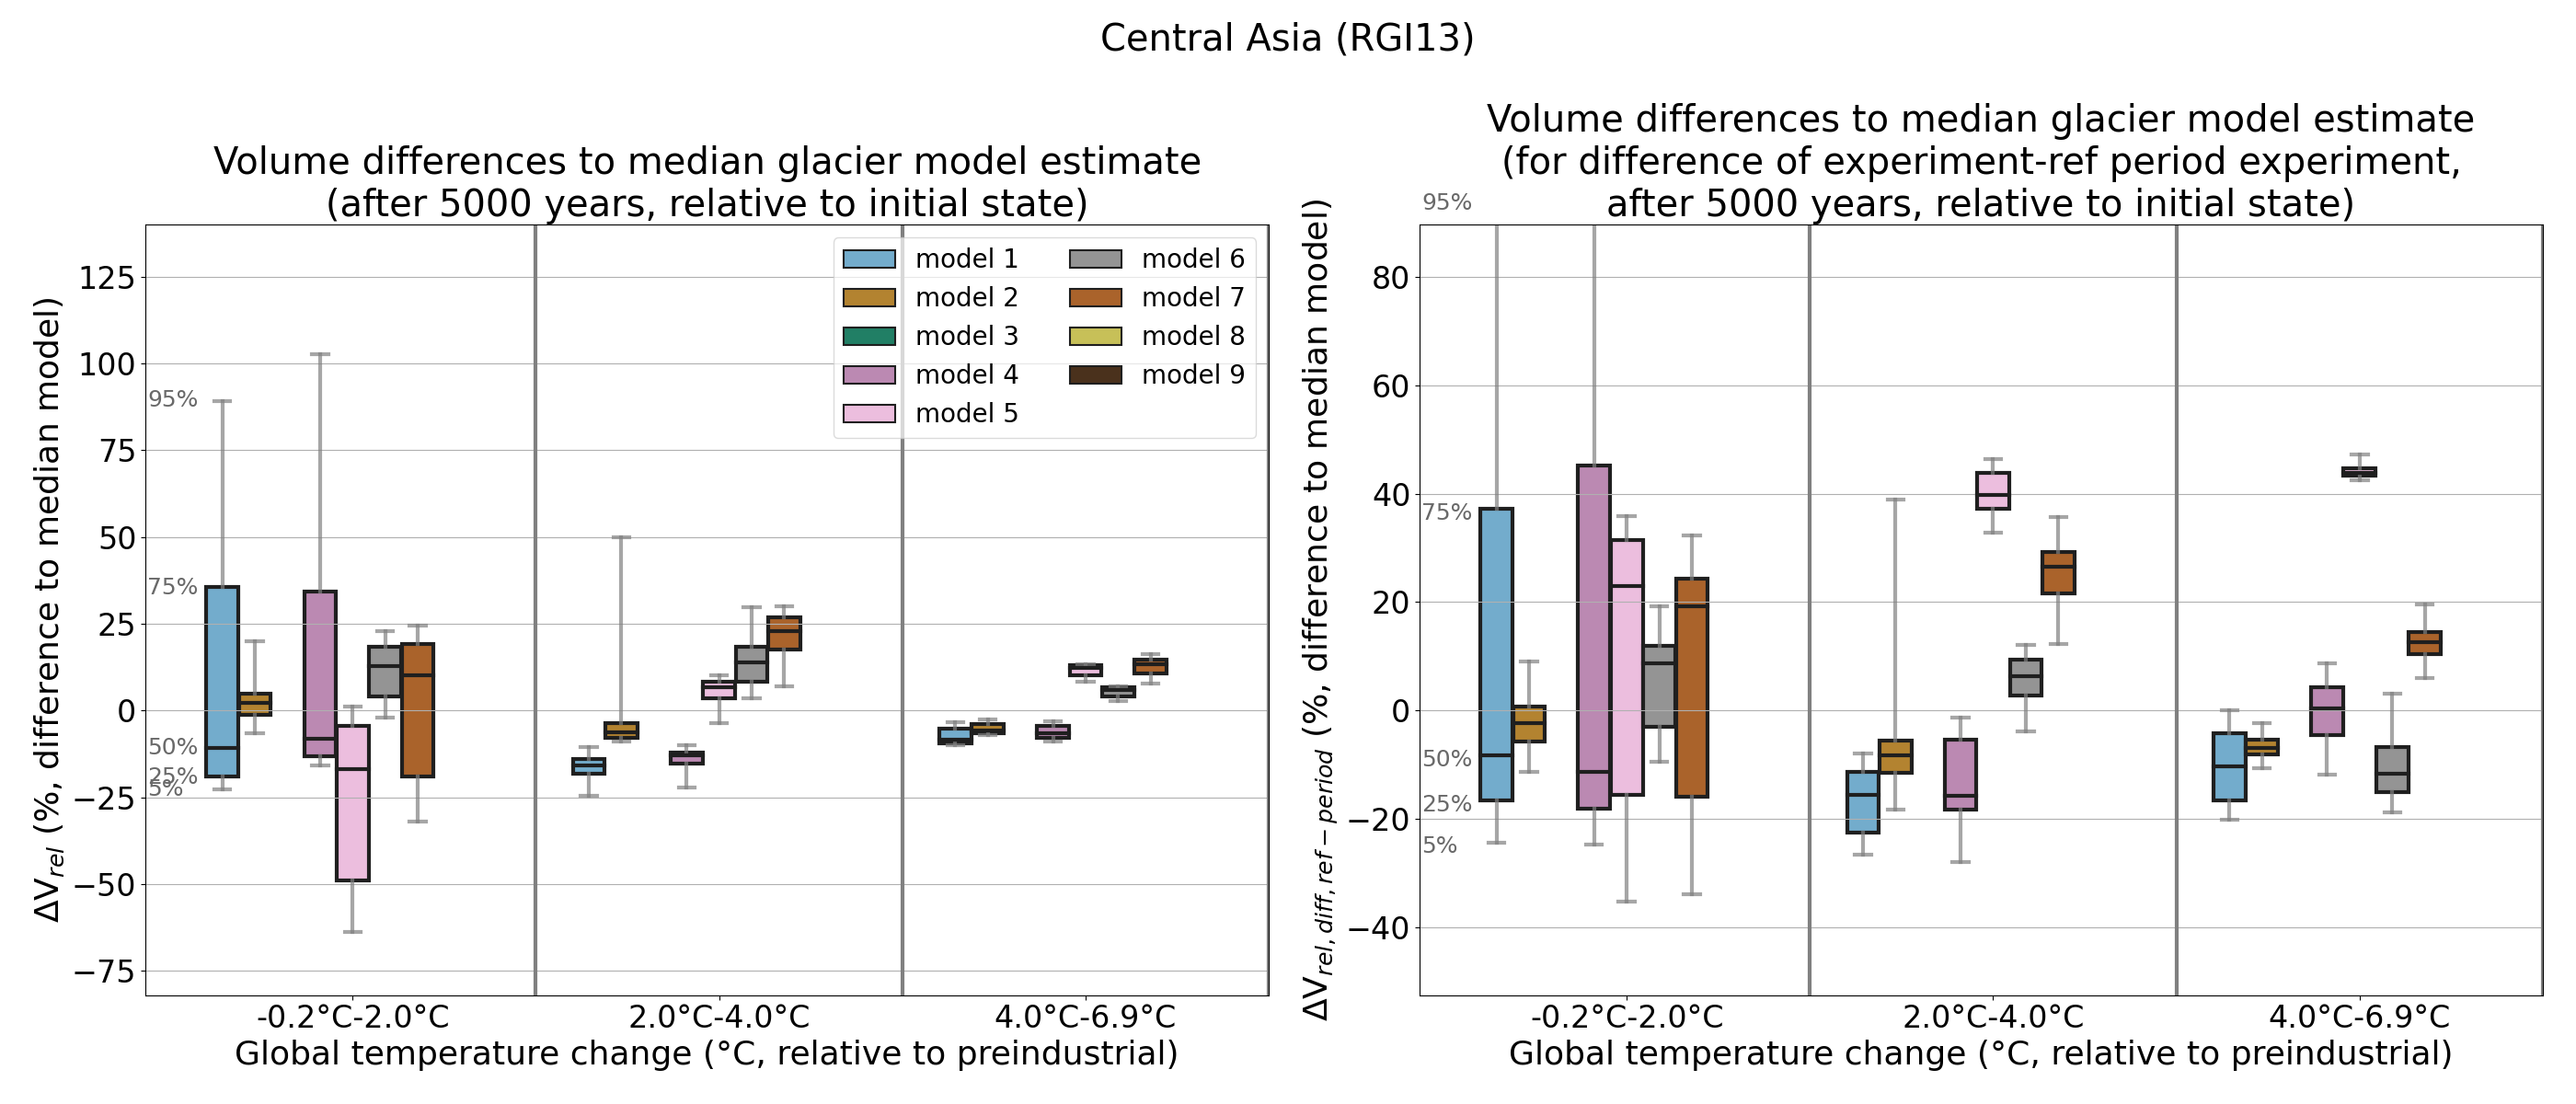 Central Asia (RGI13)
Volume differences to median glacier model estimate
(after 5000 years, relative to initial state)
ΔV_rel (%, difference to median model)
125
100
75
50
25
0
−25
−50
−75
95%
75%
50%
25%
5%
model 1
model 2
model 3
model 4
model 5
model 6
model 7
model 8
model 9
-0.2°C-2.0°C
2.0°C-4.0°C
4.0°C-6.9°C
Global temperature change (°C, relative to preindustrial)
Volume differences to median glacier model estimate
(for difference of experiment-ref period experiment,
after 5000 years, relative to initial state)
ΔV_rel, diff, ref − period (%, difference to median model)
80
60
40
20
0
−20
−40
95%
75%
50%
25%
5%
-0.2°C-2.0°C
2.0°C-4.0°C
4.0°C-6.9°C
Global temperature change (°C, relative to preindustrial)